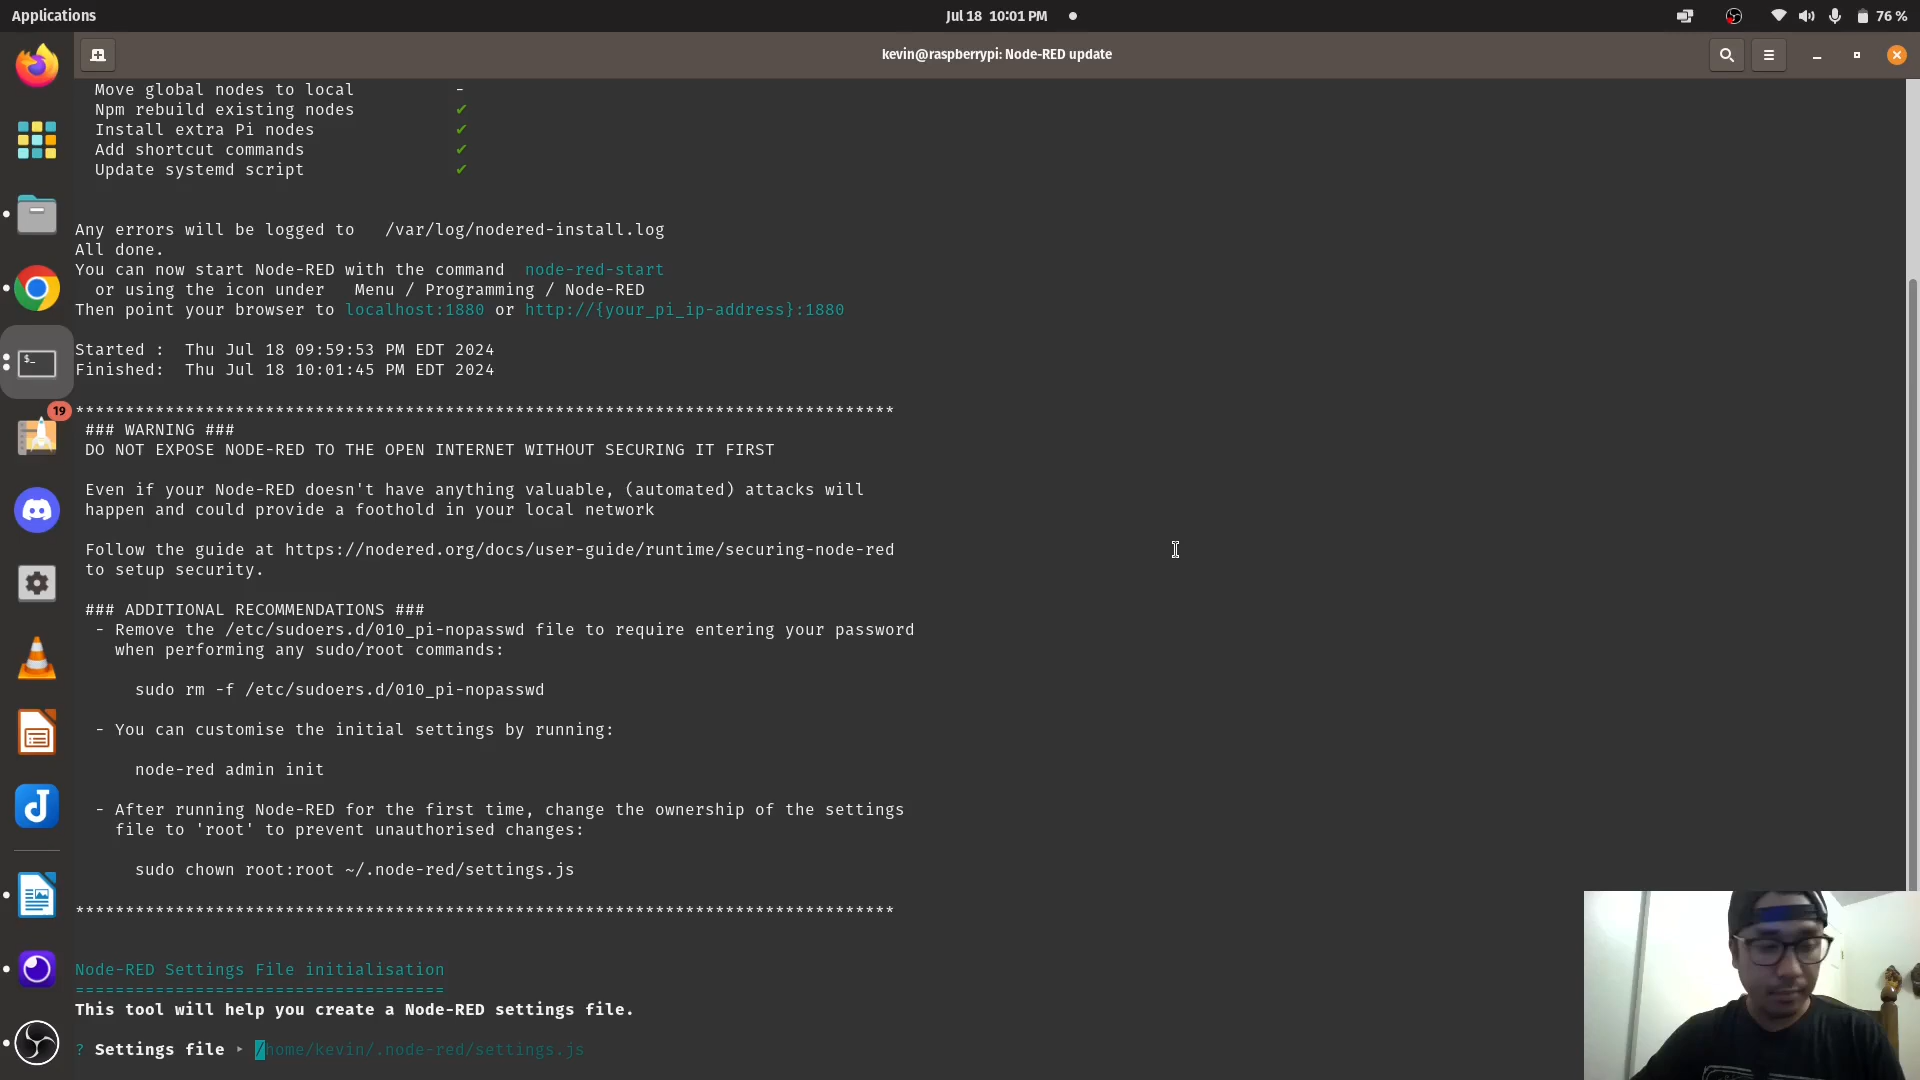 Applications
Jul 18 10:01 PM
76 %
kevin@raspberrypi: Node-RED update
Move global nodes to local -
Npm rebuild existing nodes ✔
Install extra Pi nodes ✔
Add shortcut commands ✔
Update systemd script ✔
Any errors will be logged to /var/log/nodered-install.log
All done.
You can now start Node-RED with the command node-red-start
or using the icon under Menu / Programming / Node-RED
Then point your browser to localhost:1880 or http://{your_pi_ip-address}:1880
Started : Thu Jul 18 09:59:53 PM EDT 2024
Finished: Thu Jul 18 10:01:45 PM EDT 2024
19
**********************************************************************************
### WARNING ###
DO NOT EXPOSE NODE-RED TO THE OPEN INTERNET WITHOUT SECURING IT FIRST
Even if your Node-RED doesn't have anything valuable, (automated) attacks will
happen and could provide a foothold in your local network
Follow the guide at https://nodered.org/docs/user-guide/runtime/securing-node-red
to setup security.
### ADDITIONAL RECOMMENDATIONS ###
- Remove the /etc/sudoers.d/010_pi-nopasswd file to require entering your password
when performing any sudo/root commands:
sudo rm -f /etc/sudoers.d/010_pi-nopasswd
- You can customise the initial settings by running:
node-red admin init
- After running Node-RED for the first time, change the ownership of the settings
file to 'root' to prevent unauthorised changes:
sudo chown root:root ~/.node-red/settings.js
**********************************************************************************
Node-RED Settings File initialisation
=====================================
This tool will help you create a Node-RED settings file.
? Settings file ‣ /home/kevin/.node-red/settings.js